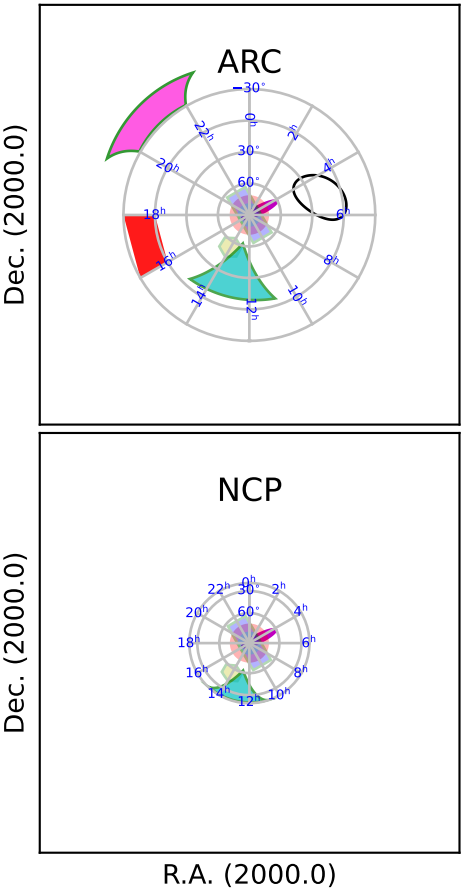 ARC
−30°
0ʰ
22ʰ
2ʰ
30°
20ʰ
4ʰ
60°
18ʰ
6ʰ
16ʰ
8ʰ
14ʰ
10ʰ
12ʰ
Dec. (2000.0)
NCP
0ʰ
22ʰ
30°
2ʰ
20ʰ
60°
4ʰ
18ʰ
6ʰ
16ʰ
8ʰ
14ʰ
10ʰ
12ʰ
Dec. (2000.0)
R.A. (2000.0)